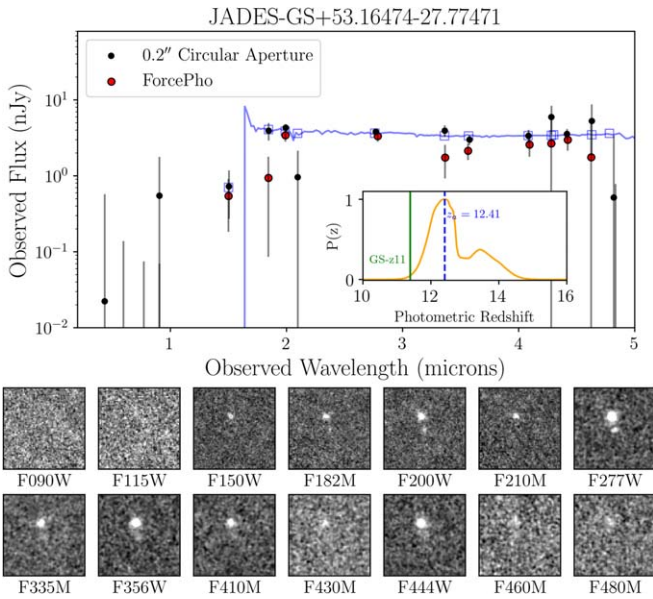 JADES-GS+53.16474-27.77471
0.2″ Circular Aperture
ForcePho
Observed Flux (nJy)
10¹
10⁰
10⁻¹
10⁻²
1
2
3
4
5
Observed Wavelength (microns)
P(z)
1
0
GS-z11
= 12.41
10
12
14
16
Photometric Redshift
F090W
F115W
F150W
F182M
F200W
F210M
F277W
F335M
F356W
F410M
F430M
F444W
F460M
F480M